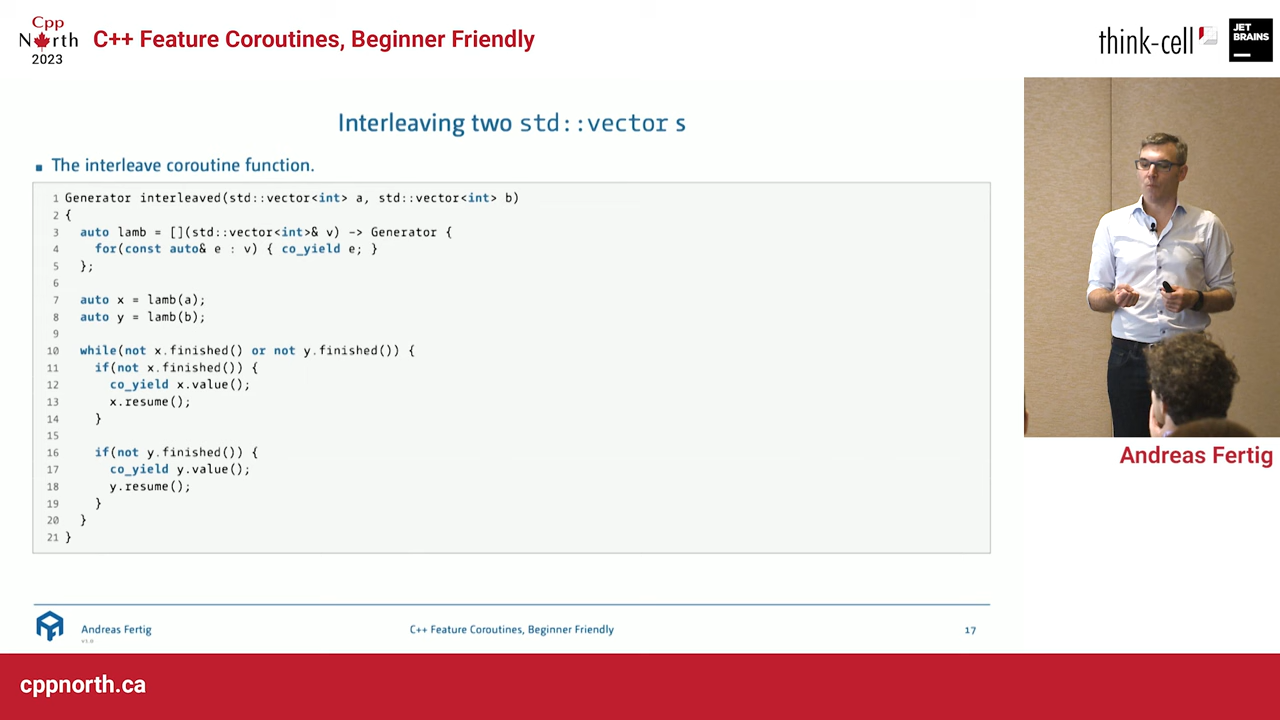 Cpp
North
2023
C++ Feature Coroutines, Beginner Friendly
think-cell
JET
BRAINS
Interleaving two std::vector s
The interleave coroutine function.
1 Generator interleaved(std::vector<int> a, std::vector<int> b)
2 {
3   auto lamb = [](std::vector<int>& v) -> Generator {
4     for(const auto& e : v) { co_yield e; }
5   };
6
7   auto x = lamb(a);
8   auto y = lamb(b);
9
10   while(not x.finished() or not y.finished()) {
11     if(not x.finished()) {
12       co_yield x.value();
13       x.resume();
14     }
15
16     if(not y.finished()) {
17       co_yield y.value();
18       y.resume();
19     }
20   }
21 }
Andreas Fertig
Andreas Fertig
v1.0
C++ Feature Coroutines, Beginner Friendly
17
cppnorth.ca